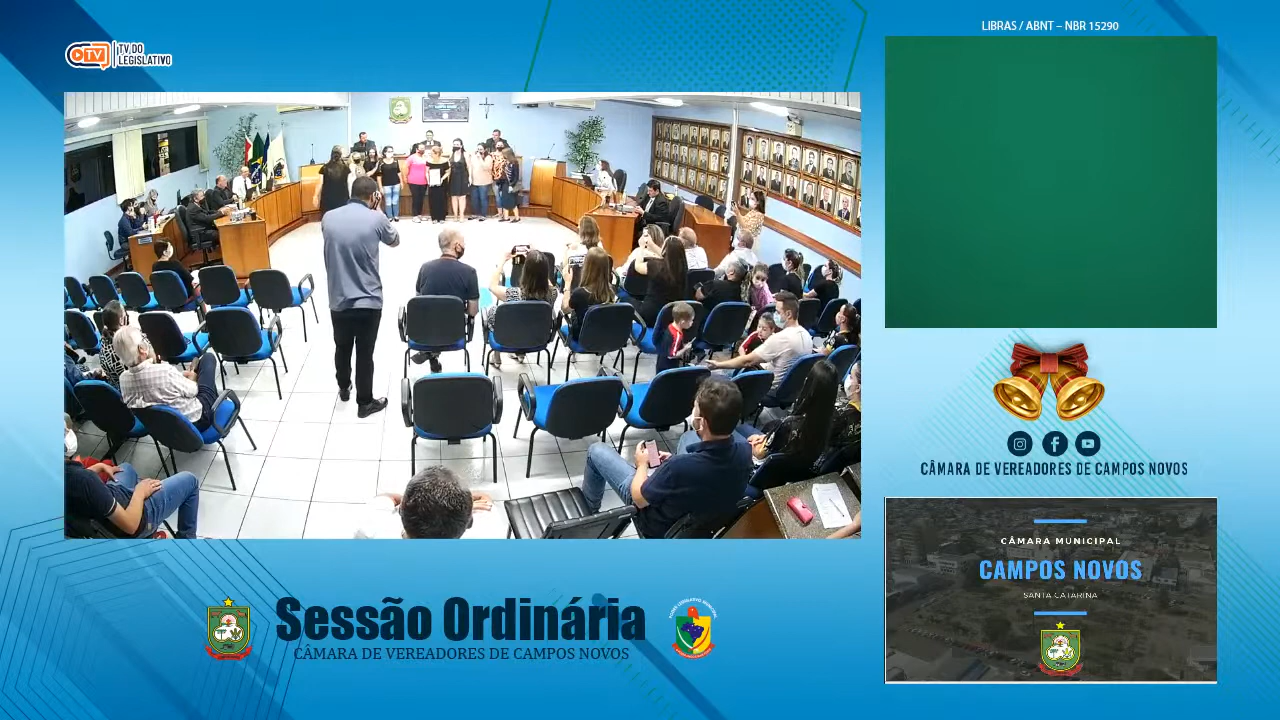 TV
TV DO
LEGISLATIVO
LIBRAS / ABNT – NBR 15290
CÂMARA DE VEREADORES DE CAMPOS NOVOS
CÂMARA MUNICIPAL
CAMPOS NOVOS
SANTA CATARINA
Sessão Ordinária
CÂMARA DE VEREADORES DE CAMPOS NOVOS